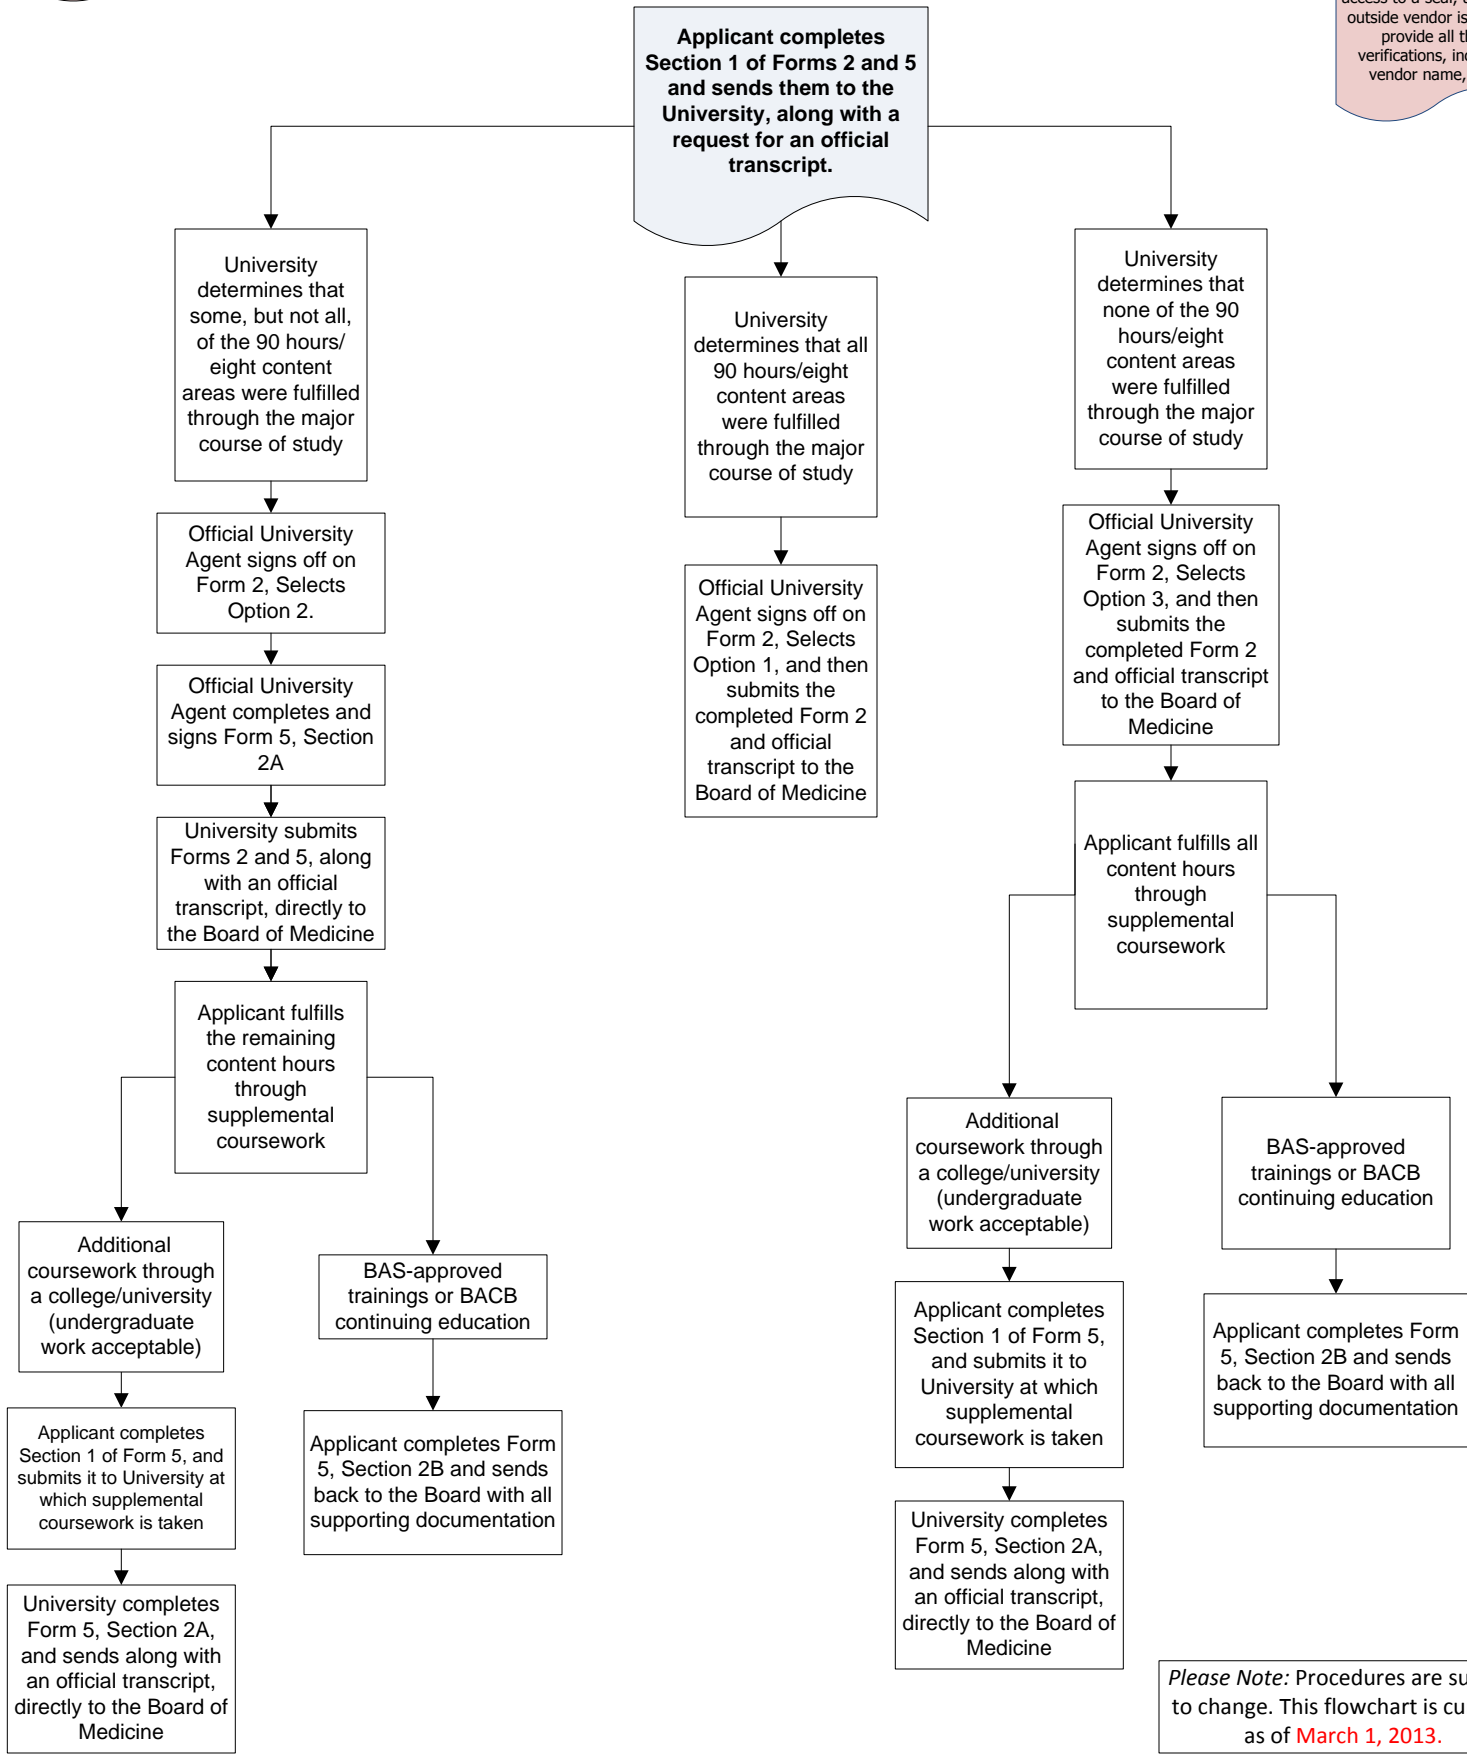 Applicant completes
Section 1 of Forms 2 and 5
and sends them to the
University, along with a
request for an official
transcript.
access to a seal,
outside vendor is
provide all
verifications,
vendor name,
University
determines that
some, but not all,
of the 90 hours/
eight content
areas were fulfilled
through the major
course of study
Official University
Agent signs off on
Form 2, Selects
Option 2.
Official University
Agent completes and
signs Form 5, Section
2A
University submits
Forms 2 and 5, along
with an official
transcript, directly to
the Board of Medicine
Applicant fulfills
the remaining
content hours
through
supplemental
coursework
Additional
coursework through
a college/university
(undergraduate
work acceptable)
Applicant completes
Section 1 of Form 5, and
submits it to University at
which supplemental
coursework is taken
University completes
Form 5, Section 2A,
and sends along with
an official transcript,
directly to the Board of
Medicine
BAS-approved
trainings or BACB
continuing education
Applicant completes Form
5, Section 2B and sends
back to the Board with all
supporting documentation
University
determines that all
90 hours/eight
content areas
were fulfilled
through the major
course of study
Official University
Agent signs off on
Form 2, Selects
Option 1, and then
submits the
completed Form 2
and official
transcript to the
Board of Medicine
University
determines that
none of the 90
hours/eight
content areas
were fulfilled
through the major
course of study
Official University
Agent signs off on
Form 2, Selects
Option 3, and then
submits the
completed Form 2
and official transcript
to the Board of
Medicine
Applicant fulfills all
content hours
through
supplemental
coursework
Additional
coursework through
a college/university
(undergraduate
work acceptable)
Applicant completes
Section 1 of Form 5,
and submits it to
University at which
supplemental
coursework is taken
University completes
Form 5, Section 2A,
and sends along with
an official transcript,
directly to the Board of
Medicine
BAS-approved
trainings or BACB
continuing education
Applicant completes Form
5, Section 2B and sends
back to the Board with all
supporting documentation
Please Note: Procedures are
to change. This flowchart is
as of March 1, 2013.